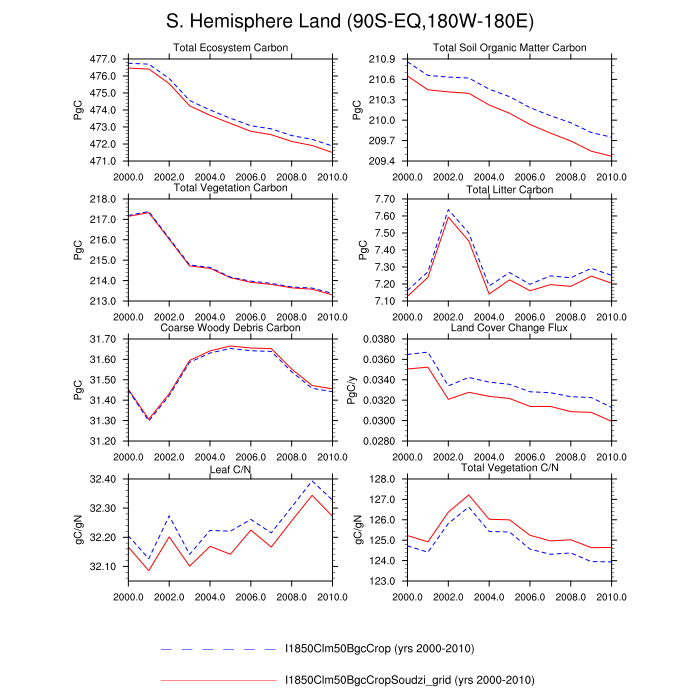 S. Hemisphere Land (90S-EQ,180W-180E)
Total Ecosystem Carbon
PgC
477.0
476.0
475.0
474.0
473.0
472.0
471.0
2000.0 2002.0 2004.0 2006.0 2008.0 2010.0
Total Soil Organic Matter Carbon
PgC
210.9
210.6
210.3
210.0
209.7
209.4
2000.0 2002.0 2004.0 2006.0 2008.0 2010.0
Total Vegetation Carbon
PgC
218.0
217.0
216.0
215.0
214.0
213.0
2000.0 2002.0 2004.0 2006.0 2008.0 2010.0
Total Litter Carbon
PgC
7.70
7.60
7.50
7.40
7.30
7.20
7.10
2000.0 2002.0 2004.0 2006.0 2008.0 2010.0
Coarse Woody Debris Carbon
PgC
31.70
31.60
31.50
31.40
31.30
31.20
2000.0 2002.0 2004.0 2006.0 2008.0 2010.0
Land Cover Change Flux
PgC/y
0.0380
0.0360
0.0340
0.0320
0.0300
0.0280
2000.0 2002.0 2004.0 2006.0 2008.0 2010.0
Leaf C/N
gC/gN
32.40
32.30
32.20
32.10
2000.0 2002.0 2004.0 2006.0 2008.0 2010.0
Total Vegetation C/N
gC/gN
128.0
127.0
126.0
125.0
124.0
123.0
2000.0 2002.0 2004.0 2006.0 2008.0 2010.0
I1850Clm50BgcCrop (yrs 2000-2010)
I1850Clm50BgcCropSoudzi_grid (yrs 2000-2010)